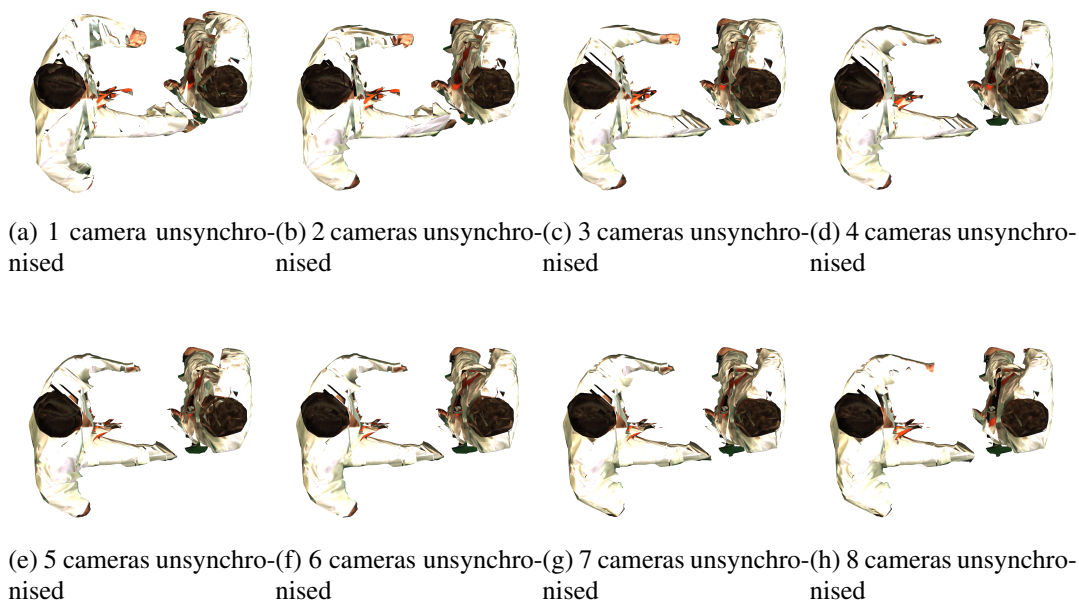 (a) 1 camera unsynchro-
nised
(b) 2 cameras unsynchro-
nised
(c) 3 cameras unsynchro-
nised
(d) 4 cameras unsynchro-
nised
(e) 5 cameras unsynchro-
nised
(f) 6 cameras unsynchro-
nised
(g) 7 cameras unsynchro-
nised
(h) 8 cameras unsynchro-
nised